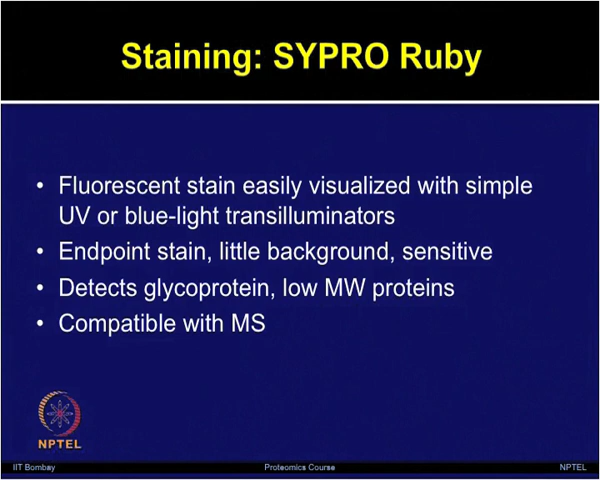 Staining: SYPRO Ruby
• Fluorescent stain easily visualized with simple
UV or blue-light transilluminators
• Endpoint stain, little background, sensitive
• Detects glycoprotein, low MW proteins
• Compatible with MS
NPTEL
IIT Bombay
Proteomics Course
NPTEL